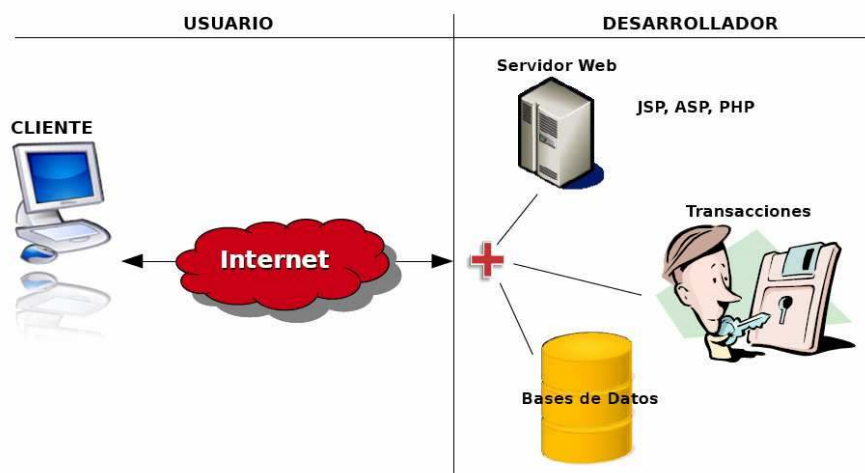 USUARIO
DESARROLLADOR
Servidor Web
JSP, ASP, PHP
CLIENTE
Transacciones
Internet
Bases de Datos